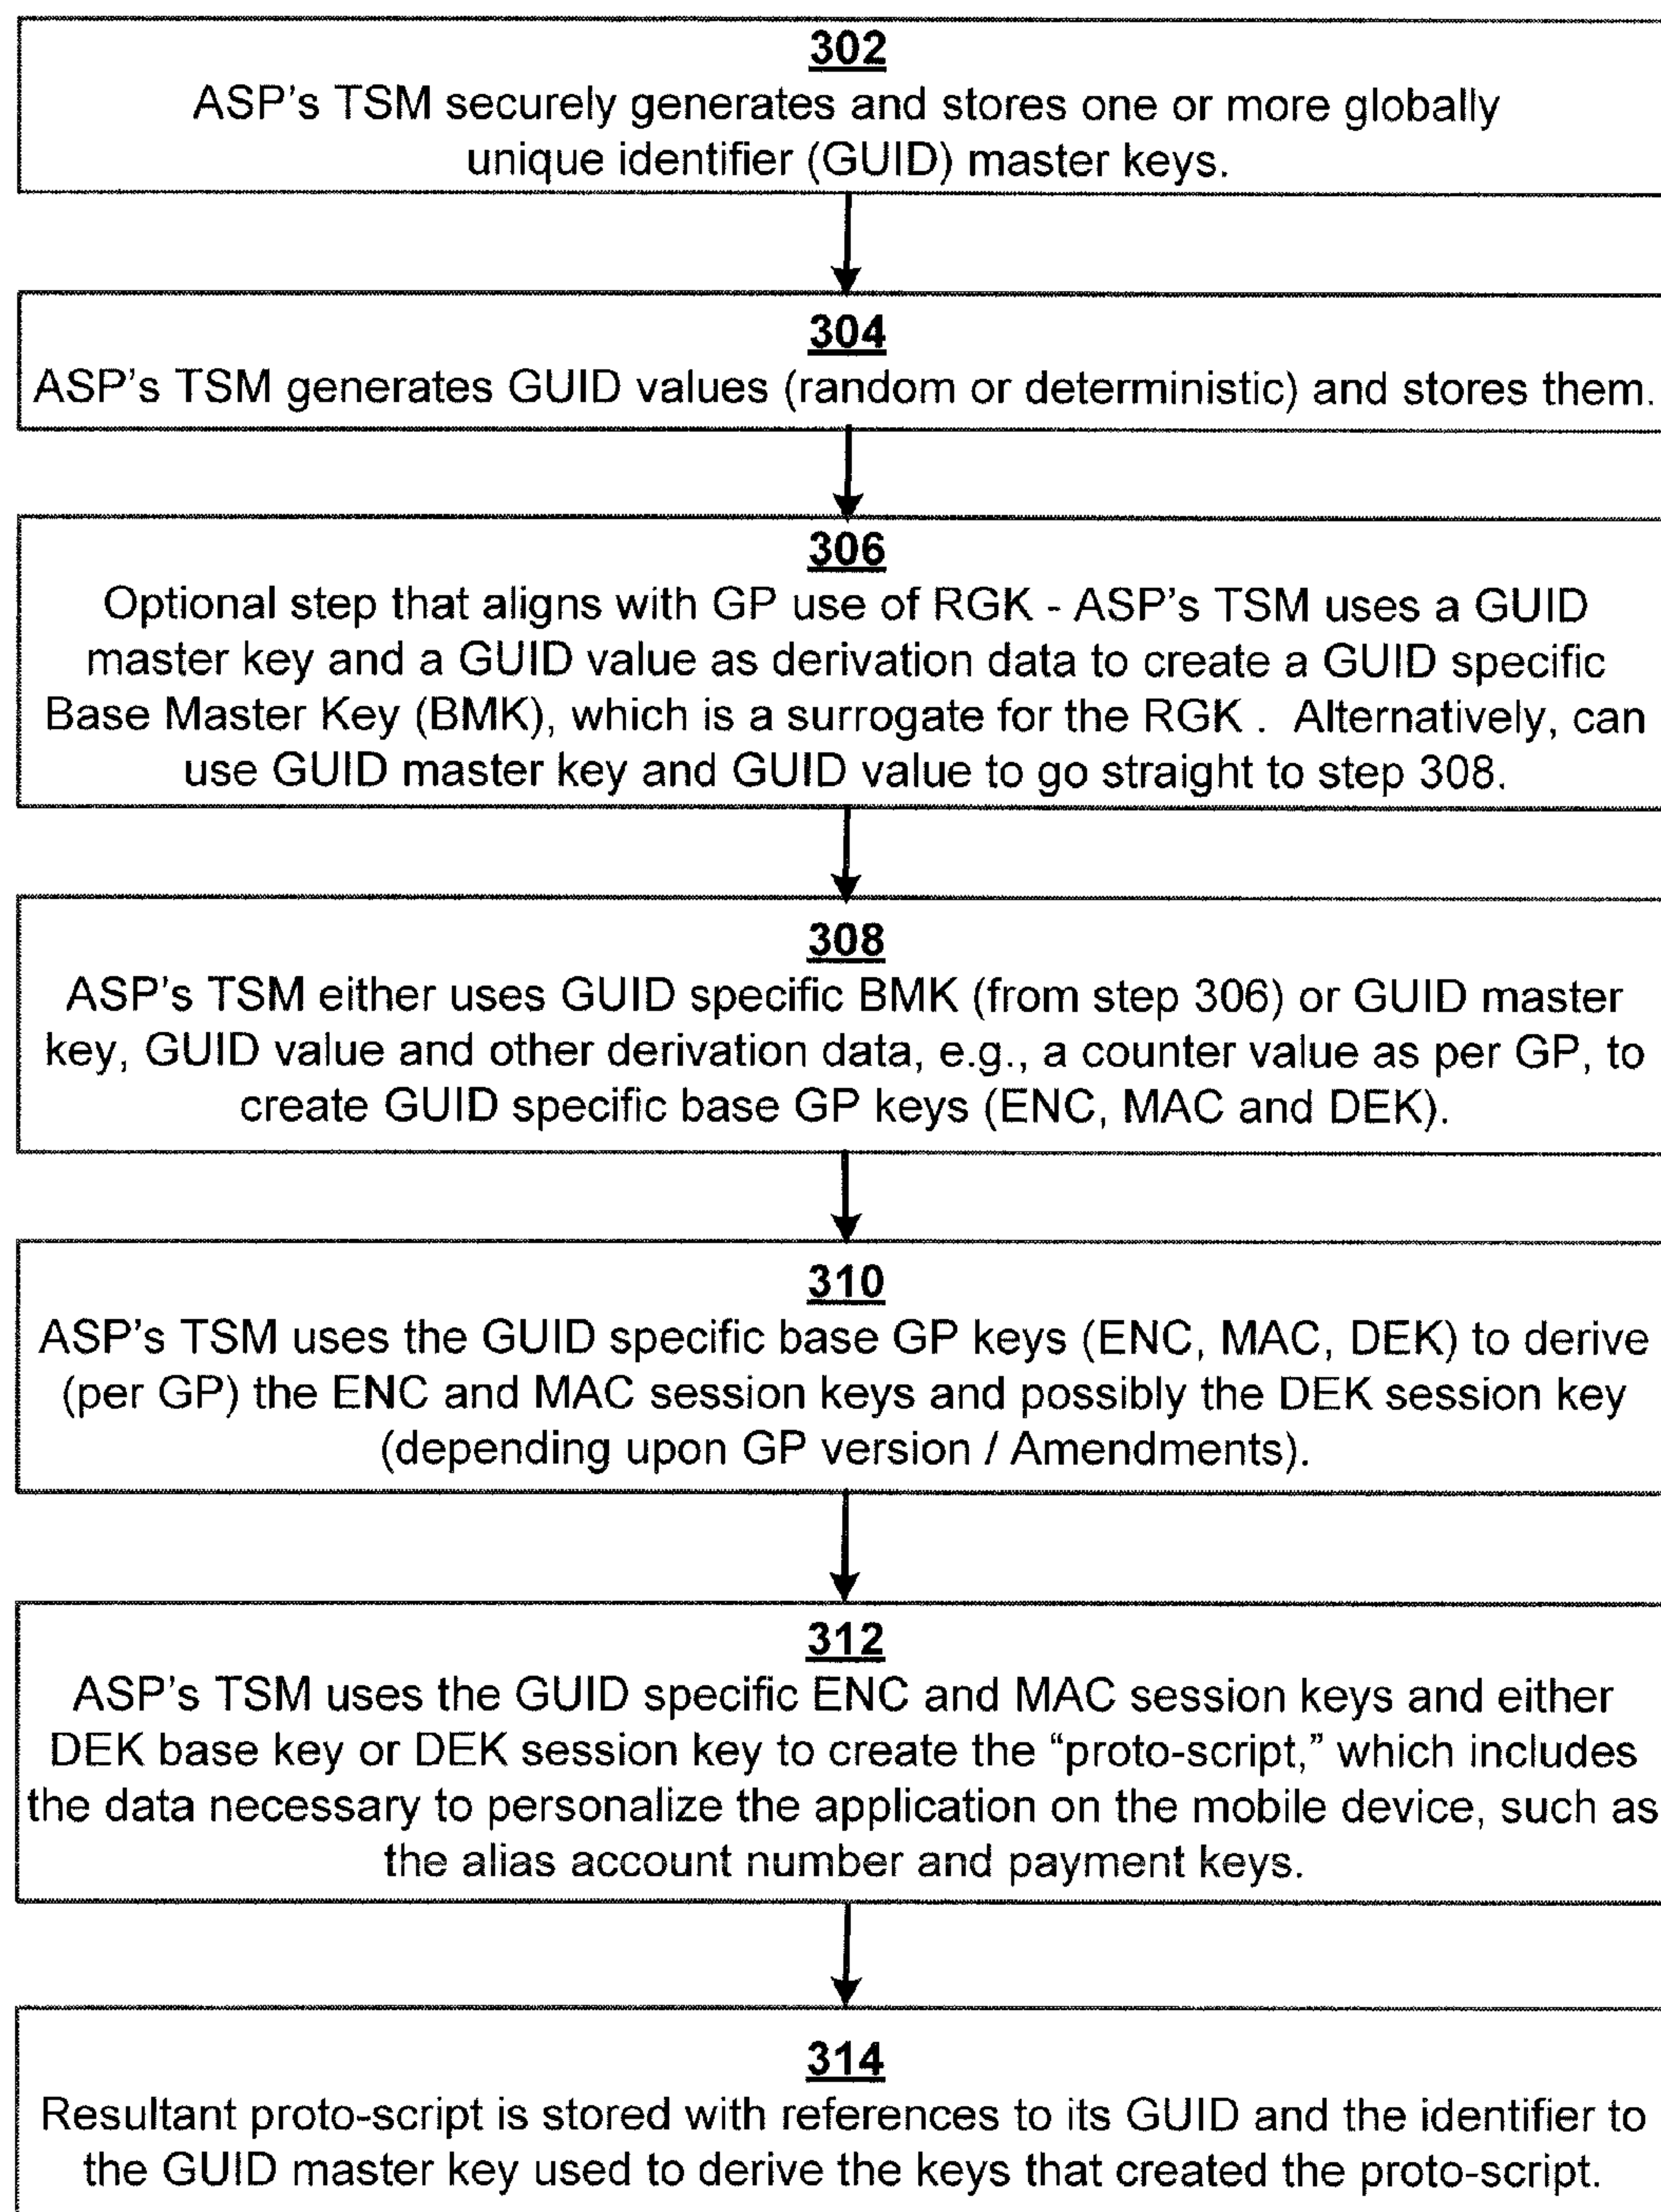 302
ASP's TSM securely generates and stores one or more globally
unique identifier (GUID) master keys.
304
ASP's TSM generates GUID values (random or deterministic) and stores them.
306
Optional step that aligns with GP use of RGK - ASP's TSM uses a GUID
master key and a GUID value as derivation data to create a GUID specific
Base Master Key (BMK), which is a surrogate for the RGK . Alternatively, can
use GUID master key and GUID value to go straight to step 308.
308
ASP's TSM either uses GUID specific BMK (from step 306) or GUID master
key, GUID value and other derivation data, e.g., a counter value as per GP, to
create GUID specific base GP keys (ENC, MAC and DEK).
310
ASP's TSM uses the GUID specific base GP keys (ENC, MAC, DEK) to derive
(per GP) the ENC and MAC session keys and possibly the DEK session key
(depending upon GP version / Amendments).
312
ASP's TSM uses the GUID specific ENC and MAC session keys and either
DEK base key or DEK session key to create the “proto-script,” which includes
the data necessary to personalize the application on the mobile device, such as
the alias account number and payment keys.
314
Resultant proto-script is stored with references to its GUID and the identifier to
the GUID master key used to derive the keys that created the proto-script.